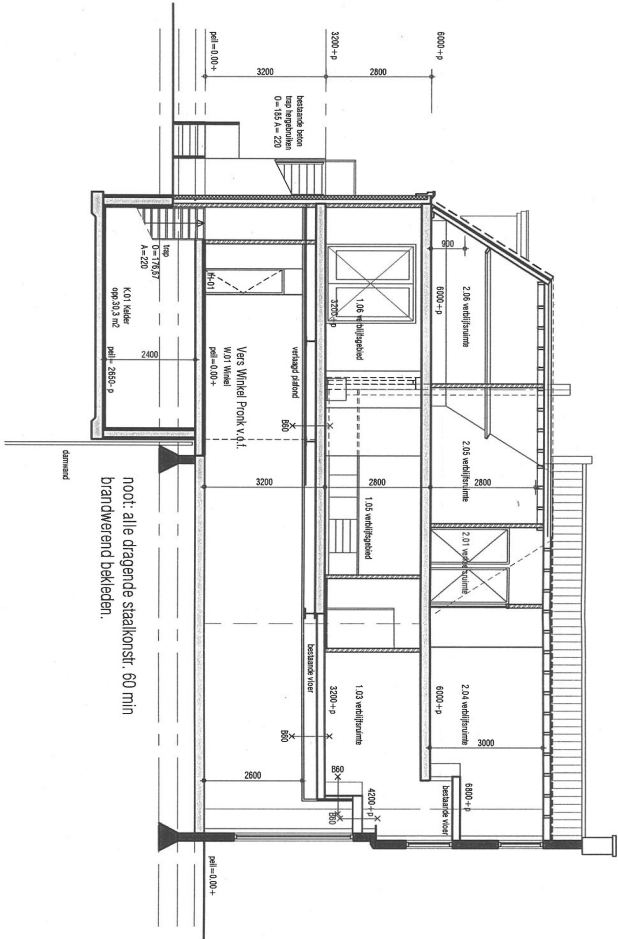 6000+p
2800
3200+p
3200
peil=0.00+
bestaande beton
trap hergebruiken
O=185 A= 220
900
2.06 verblijfsruimte
6000+p
2.05 verblijfsruimte
2800
2.01 verkeersruimte
2.04 verblijfsruimte
6000+p
3000
6800+p
bestaande vloer
1.06 verblijfsgebied
3200+p
2800
1.05 verblijfsgebied
1.03 verblijfsruimte
3200+p
4200+p
B60
B60
B60
B60
bestaande vloer
verlaagd plafond
Vers Winkel Pronk v.o.f.
W.01 Winkel
peil=0.00+
3200
2600
peil=0.00+
trap
O=176,67
A=220
K.01 Kelder
opp.30,3 m2
peil= 2650-p
2400
damwand
noot: alle dragende staalkonstr. 60 min
brandwerend bekleden.